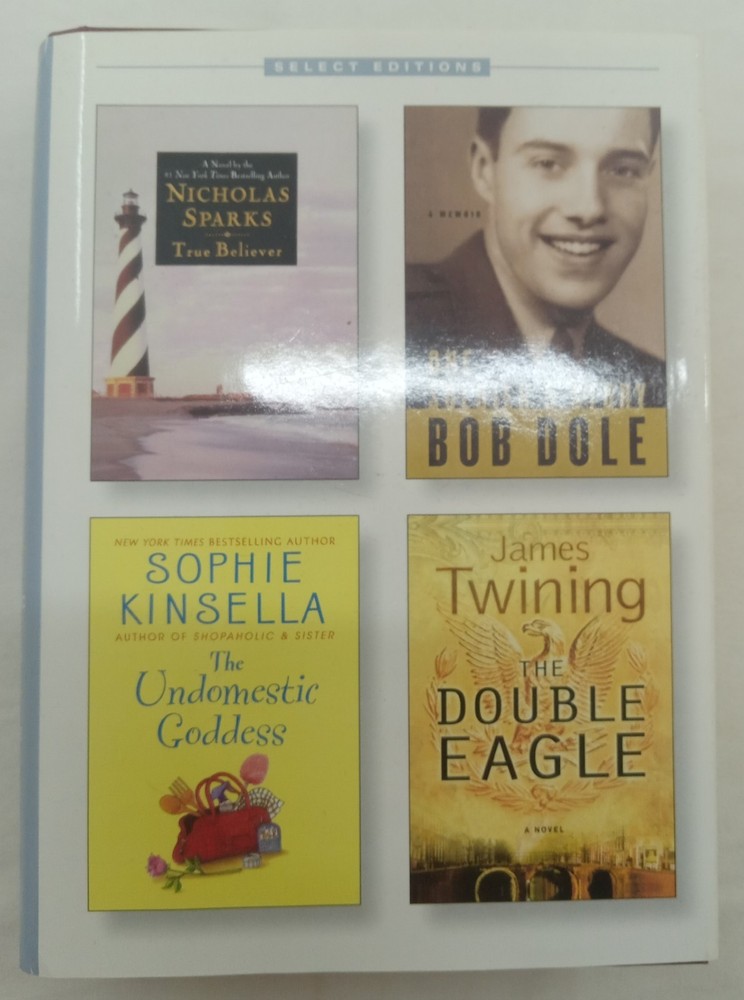 SELECT EDITIONS
A Novel by the
#1 New York Times Bestselling Author
NICHOLAS
SPARKS
True Believer
A MEMOIR
ONE
BOB DOLE
NEW YORK TIMES BESTSELLING AUTHOR
SOPHIE
KINSELLA
AUTHOR OF SHOPAHOLIC & SISTER
The
Undomestic
Goddess
James
Twining
THE
DOUBLE
EAGLE
A NOVEL